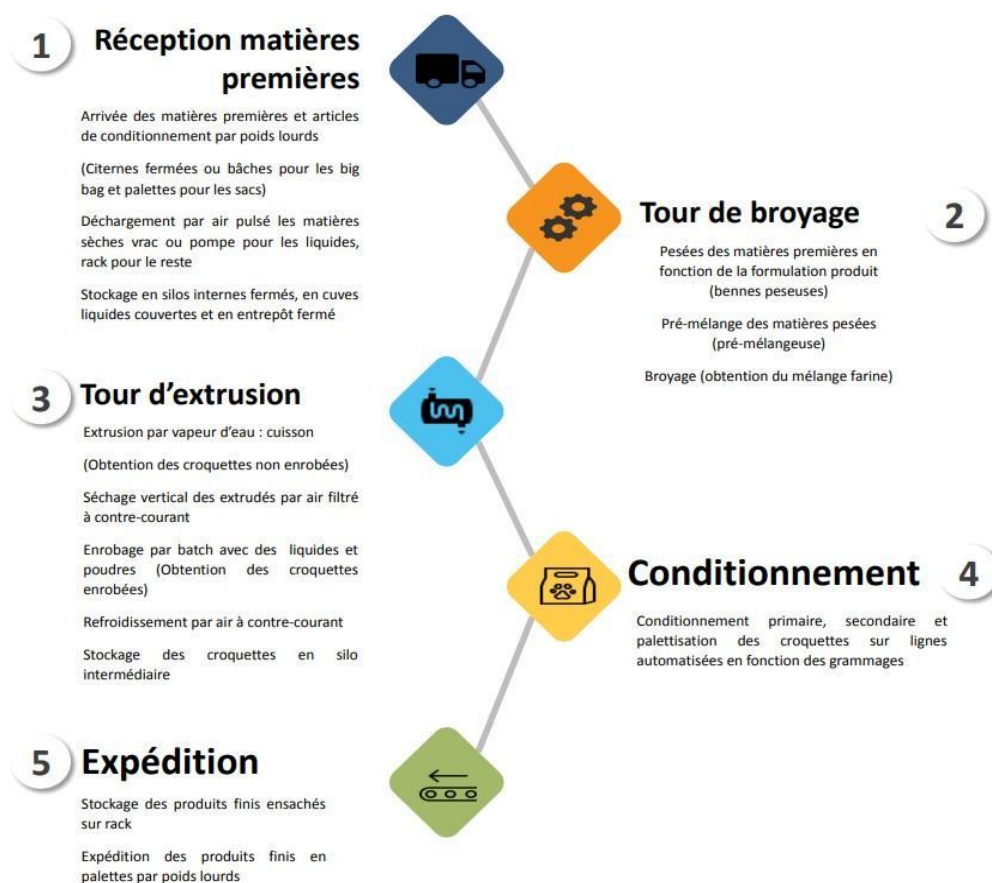 1
Réception matières
premières
Arrivée des matières premières et articles
de conditionnement par poids lourds
(Citernes fermées ou bâches pour les big
bag et palettes pour les sacs)
Déchargement par air pulsé les matières
sèches vrac ou pompe pour les liquides,
rack pour le reste
Stockage en silos internes fermés, en cuves
liquides couvertes et en entrepôt fermé
Tour de broyage
2
Pesées des matières premières en
fonction de la formulation produit
(bennes peseuses)
Pré-mélange des matières pesées
(pré-mélangeuse)
Broyage (obtention du mélange farine)
3
Tour d’extrusion
Extrusion par vapeur d’eau : cuisson
(Obtention des croquettes non enrobées)
Séchage vertical des extrudés par air filtré
à contre-courant
Enrobage par batch avec des liquides et
poudres (Obtention des croquettes
enrobées)
Refroidissement par air à contre-courant
Stockage des croquettes en silo
intermédiaire
Conditionnement
4
Conditionnement primaire, secondaire et
palettisation des croquettes sur lignes
automatisées en fonction des grammages
5
Expédition
Stockage des produits finis ensachés
sur rack
Expédition des produits finis en
palettes par poids lourds